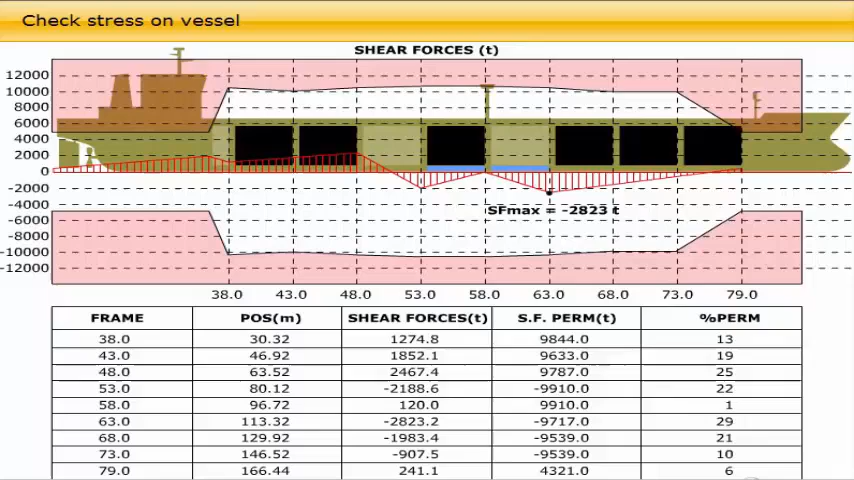 Check stress on vessel
SHEAR FORCES (t)
12000
10000
8000
6000
4000
2000
0
-2000
-4000
SFmax = -2823 t
-6000
-8000
-10000
-12000
38.0 43.0 48.0 53.0 58.0 63.0 68.0 73.0 79.0
FRAME POS(m) SHEAR FORCES(t) S.F. PERM(t) %PERM
38.0 30.32 1274.8 9844.0 13
43.0 46.92 1852.1 9633.0 19
48.0 63.52 2467.4 9787.0 25
53.0 80.12 -2188.6 -9910.0 22
58.0 96.72 120.0 9910.0 1
63.0 113.32 -2823.2 -9717.0 29
68.0 129.92 -1983.4 -9539.0 21
73.0 146.52 -907.5 -9539.0 10
79.0 166.44 241.1 4321.0 6